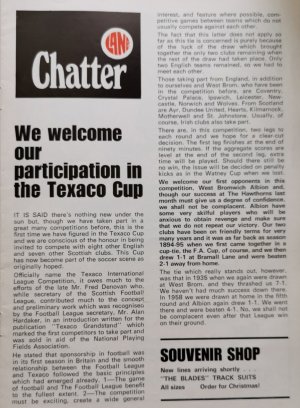 LANE
Chatter
We welcome
our
participation in
the Texaco Cup
IT IS SAID there's nothing new under the
sun but, though we have taken part in a
great many competitions before, this is the
first time we have figured in the Texaco Cup
and we are conscious of the honour in being
invited to compete with eight other English
and seven other Scottish clubs. This Cup
has now become part of the soccer scene so
originally hoped.
Officially name the Texaco International
League Competition, it owes much to the
efforts of the late Mr. Fred Denovan who,
while secretary of the Scottish Football
League, contributed much to the concept
and preliminary work which was recognised
by the Football League secretary, Mr. Alan
Hardaker, in an introduction written for the
publication "Texaco Grandstand" which
marked the first competitors to take part and
was sold in aid of the National Playing
Fields Association.
He stated that sponsorship in football was
in its first season in Britain and the smooth
relationship between the Football League
and Texaco followed the basic principles
which had emerged already, 1—The game
of football and The Football League benefit
to the fullest extent. 2—The competition
must be exciting, create a wide general
interest, and feature where possible, com-
petitive games between teams which do not
usually compete against each other.
The fact that this latter does not apply so
far as this tie is concerned is purely because
of the luck of the draw which brought
together the only two clubs remaining when
the rest of the draw had taken place. Only
two English teams remained, so we had to
meet each other.
Those taking part from England, in addition
to ourselves and West Brom, who have been
in the competition before, are Coventry,
Crystal Palace, Ipswich, Leicester, New-
castle, Norwich and Wolves. From Scotland
are Ayr, Dundee United, Hearts, Kilmarnock,
Motherwell and St. Johnstone. Usually, of
course, Irish clubs also take part.
There are, in this competition, two legs to
each round and we hope for a clear-cut
decision. The first leg finishes at the end of
ninety minutes. If the aggregate scores are
level at the end of the second leg, extra
time will be played. Should there still be
no win, the issue will be decided on penalty
kicks as in the Watney Cup when we lost.
We welcome our first opponents in this
competition, West Bromwich Albion and,
though our success at The Hawthorns last
month must give us a degree of confidence,
we shall not be complacent. Albion have
some very skilful players who will be
anxious to obtain revenge and make sure
that we do not repeat our victory. Our two
clubs have been on friendly terms for very
many years and it was as far back as season
1894-95 when we first came together in a
cup-tie, the F.A. Cup, of course, and we then
drew 1-1 at Bramall Lane and were beaten
2-1 away from home.
The tie which really stands out, however,
was that in 1935 when we again were drawn
at West Brom. and they thrashed us 7-1.
We haven't had much success down there.
In 1958 we were drawn at home in the fifth
round and Albion again drew 1-1. We went
there and were beaten 4-1. No, we shall not
be complacent even after that League win
on their ground.
SOUVENIR SHOP
New lines arriving shortly . . .
"THE BLADES" TRACK SUITS
All sizes Order for Christmas!